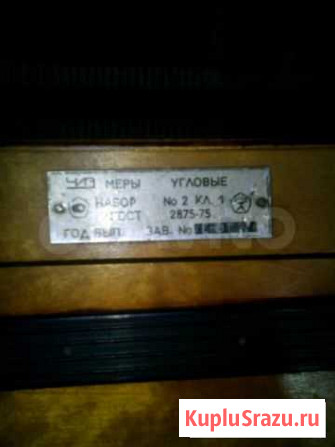 ЧИЗ МЕРЫ УГЛОВЫЕ
НАБОР No 2 КЛ. 1
ГОСТ 2875-75
ГОД ВЫП. ЗАВ. No
KupluSrazu.ru